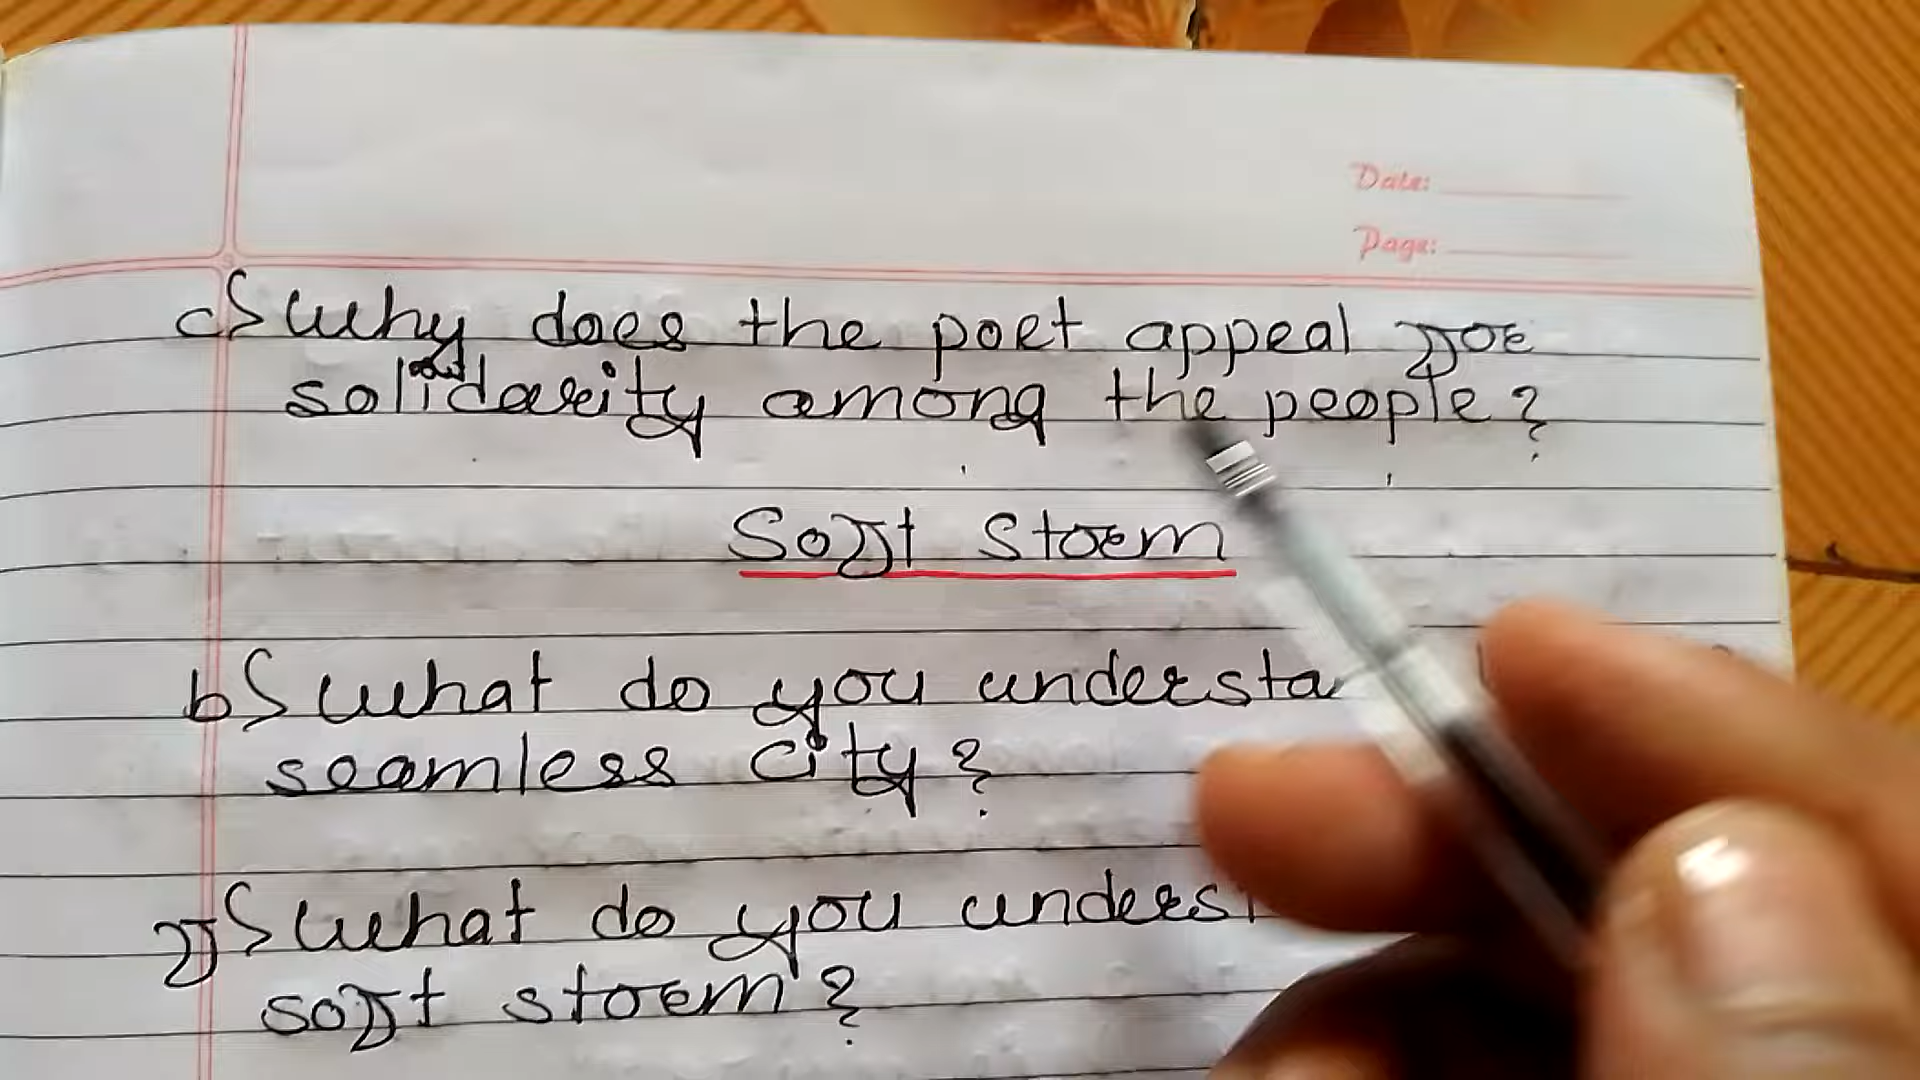 Date:
Page:
c) why does the poet appeal for
solidarity among the people?
Soft Storm
b) what do you understa
seamless city?
f) what do you underst
soft storm?